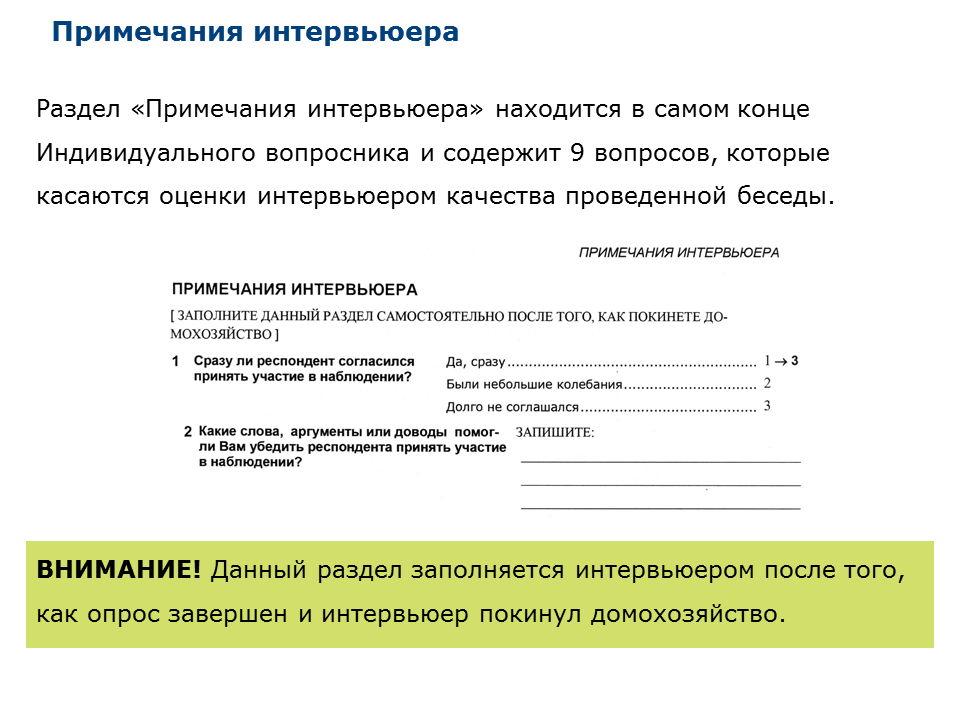 Примечания интервьюера
Раздел «Примечания интервьюера» находится в самом конце
Индивидуального вопросника и содержит 9 вопросов, которые
касаются оценки интервьюером качества проведенной беседы.
ПРИМЕЧАНИЯ ИНТЕРВЬЮЕРА
ПРИМЕЧАНИЯ ИНТЕРВЬЮЕРА
[ ЗАПОЛНИТЕ ДАННЫЙ РАЗДЕЛ САМОСТОЯТЕЛЬНО ПОСЛЕ ТОГО, КАК ПОКИНЕТЕ ДО-
МОХОЗЯЙСТВО ]
1 Сразу ли респондент согласился
принять участие в наблюдении?
Да, сразу.......................................................... 1 → 3
Были небольшие колебания............................... 2
Долго не соглашался......................................... 3
2 Какие слова, аргументы или доводы помог-
ли Вам убедить респондента принять участие
в наблюдении?
ЗАПИШИТЕ:
ВНИМАНИЕ! Данный раздел заполняется интервьюером после того,
как опрос завершен и интервьюер покинул домохозяйство.